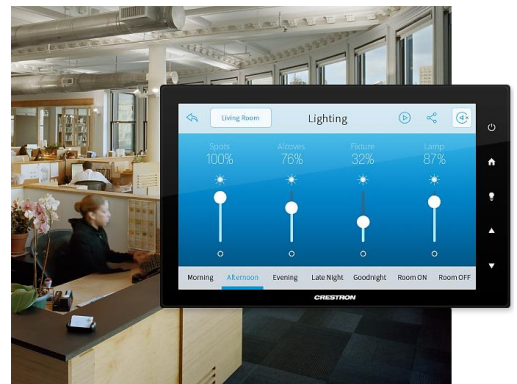 Living Room
Lighting
Spots
100%
Alcoves
76%
Fixture
32%
Lamp
87%
Morning
Afternoon
Evening
Late Night
Goodnight
Room ON
Room OFF
CRESTRON